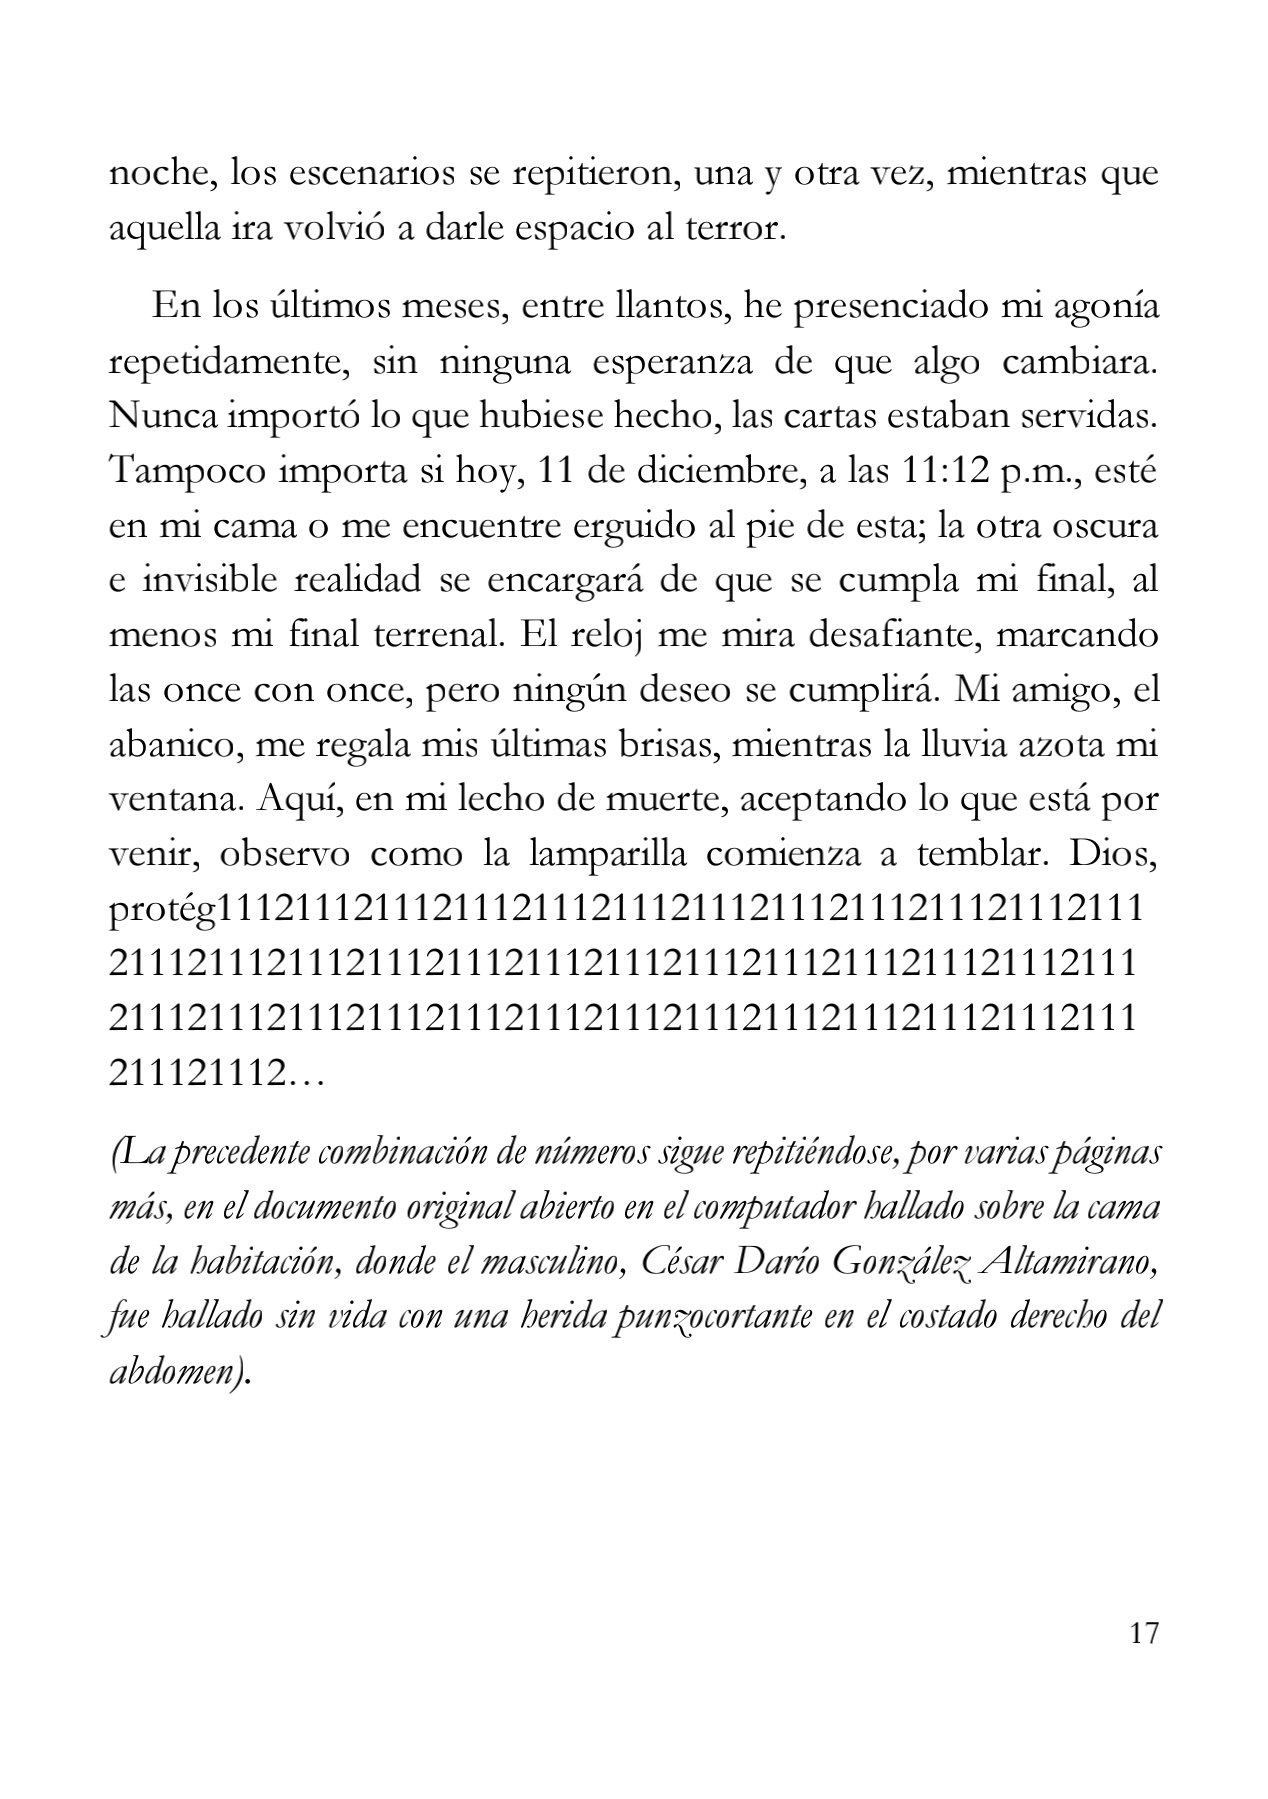 noche, los escenarios se repitieron, una y otra vez, mientras que
aquella ira volvió a darle espacio al terror.
En los últimos meses, entre llantos, he presenciado mi agonía
repetidamente, sin ninguna esperanza de que algo cambiara.
Nunca importó lo que hubiese hecho, las cartas estaban servidas.
Tampoco importa si hoy, 11 de diciembre, a las 11:12 p.m., esté
en mi cama o me encuentre erguido al pie de esta; la otra oscura
e invisible realidad se encargará de que se cumpla mi final, al
menos mi final terrenal. El reloj me mira desafiante, marcando
las once con once, pero ningún deseo se cumplirá. Mi amigo, el
abanico, me regala mis últimas brisas, mientras la lluvia azota mi
ventana. Aquí, en mi lecho de muerte, aceptando lo que está por
venir, observo como la lamparilla comienza a temblar. Dios,
protég111211121112111211121112111211121112111211121112111
2111211121112111211121112111211121112111211121112111
2111211121112111211121112111211121112111211121112111
211121112…
(La precedente combinación de números sigue repitiéndose, por varias páginas
más, en el documento original abierto en el computador hallado sobre la cama
de la habitación, donde el masculino, César Darío González Altamirano,
fue hallado sin vida con una herida punzocortante en el costado derecho del
abdomen).
17